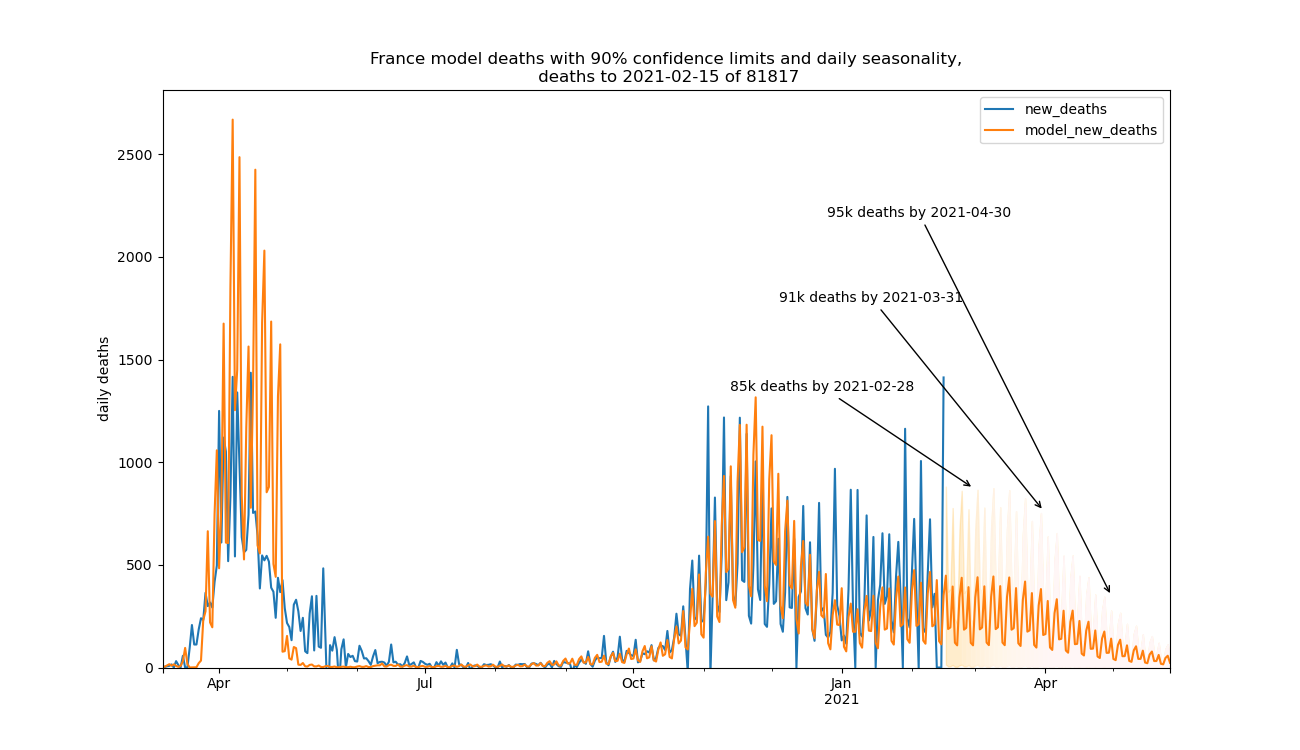 France model deaths with 90% confidence limits and daily seasonality,
deaths to 2021-02-15 of 81817
new_deaths
model_new_deaths
2500
2000
1500
1000
500
0
daily deaths
95k deaths by 2021-04-30
91k deaths by 2021-03-31
85k deaths by 2021-02-28
Apr
Jul
Oct
Jan
2021
Apr